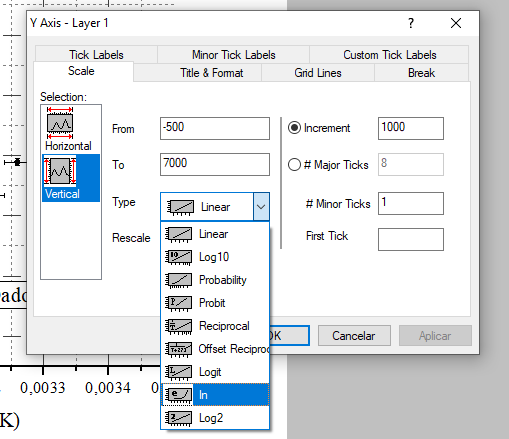 Y Axis - Layer 1
?
Tick Labels
Minor Tick Labels
Custom Tick Labels
Scale
Title & Format
Grid Lines
Break
Selection:
Horizontal
Vertical
From
-500
To
7000
Type
Linear
Rescale
Linear
Log10
Probability
Probit
Reciprocal
Offset Reciproc
Logit
ln
Log2
Increment
1000
# Major Ticks
8
# Minor Ticks
1
First Tick
OK
Cancelar
Aplicar
Dado
0,0033
0,0034
0,
K)